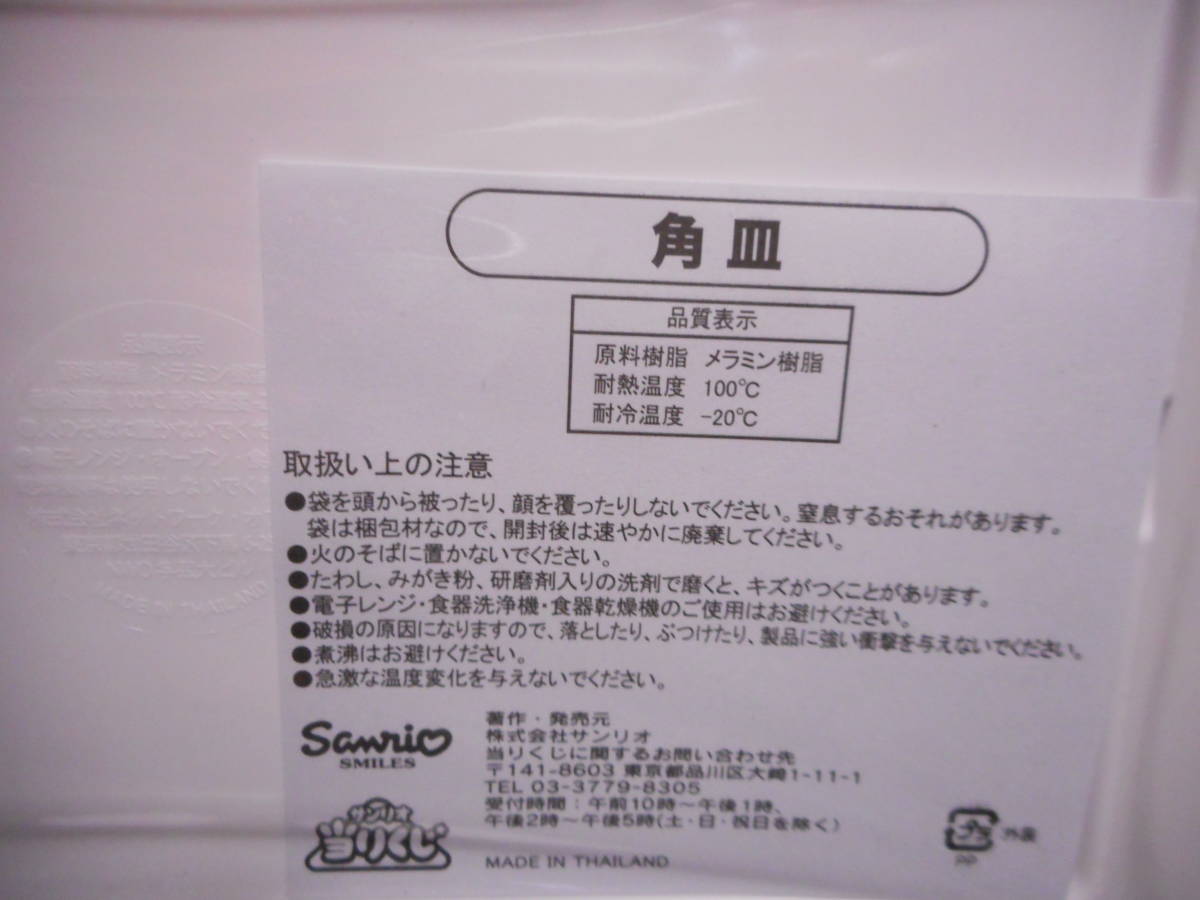 角皿
品質表示
原料樹脂 メラミン樹脂
耐熱温度 100℃
耐冷温度 -20℃
取扱い上の注意
●袋を頭から被ったり、顔を覆ったりしないでください。窒息するおそれがあります。
袋は梱包材なので、開封後は速やかに廃棄してください。
●火のそばに置かないでください。
●たわし、みがき粉、研磨剤入りの洗剤で磨くと、キズがつくことがあります。
●電子レンジ・食器洗浄機・食器乾燥機のご使用はお避けください。
●破損の原因になりますので、落としたり、ぶつけたり、製品に強い衝撃を与えないでください。
●煮沸はお避けください。
●急激な温度変化を与えないでください。
Sanrio
SMILES
サンリオ
当りくじ
著作・発売元
株式会社サンリオ
当りくじに関するお問い合わせ先
〒141-8603 東京都品川区大崎1-11-1
TEL 03-3779-8305
受付時間:午前10時~午後1時、
午後2時~午後5時(土・日・祝日を除く)
MADE IN THAILAND
プラ 外袋
PP
MADE IN THAILAND